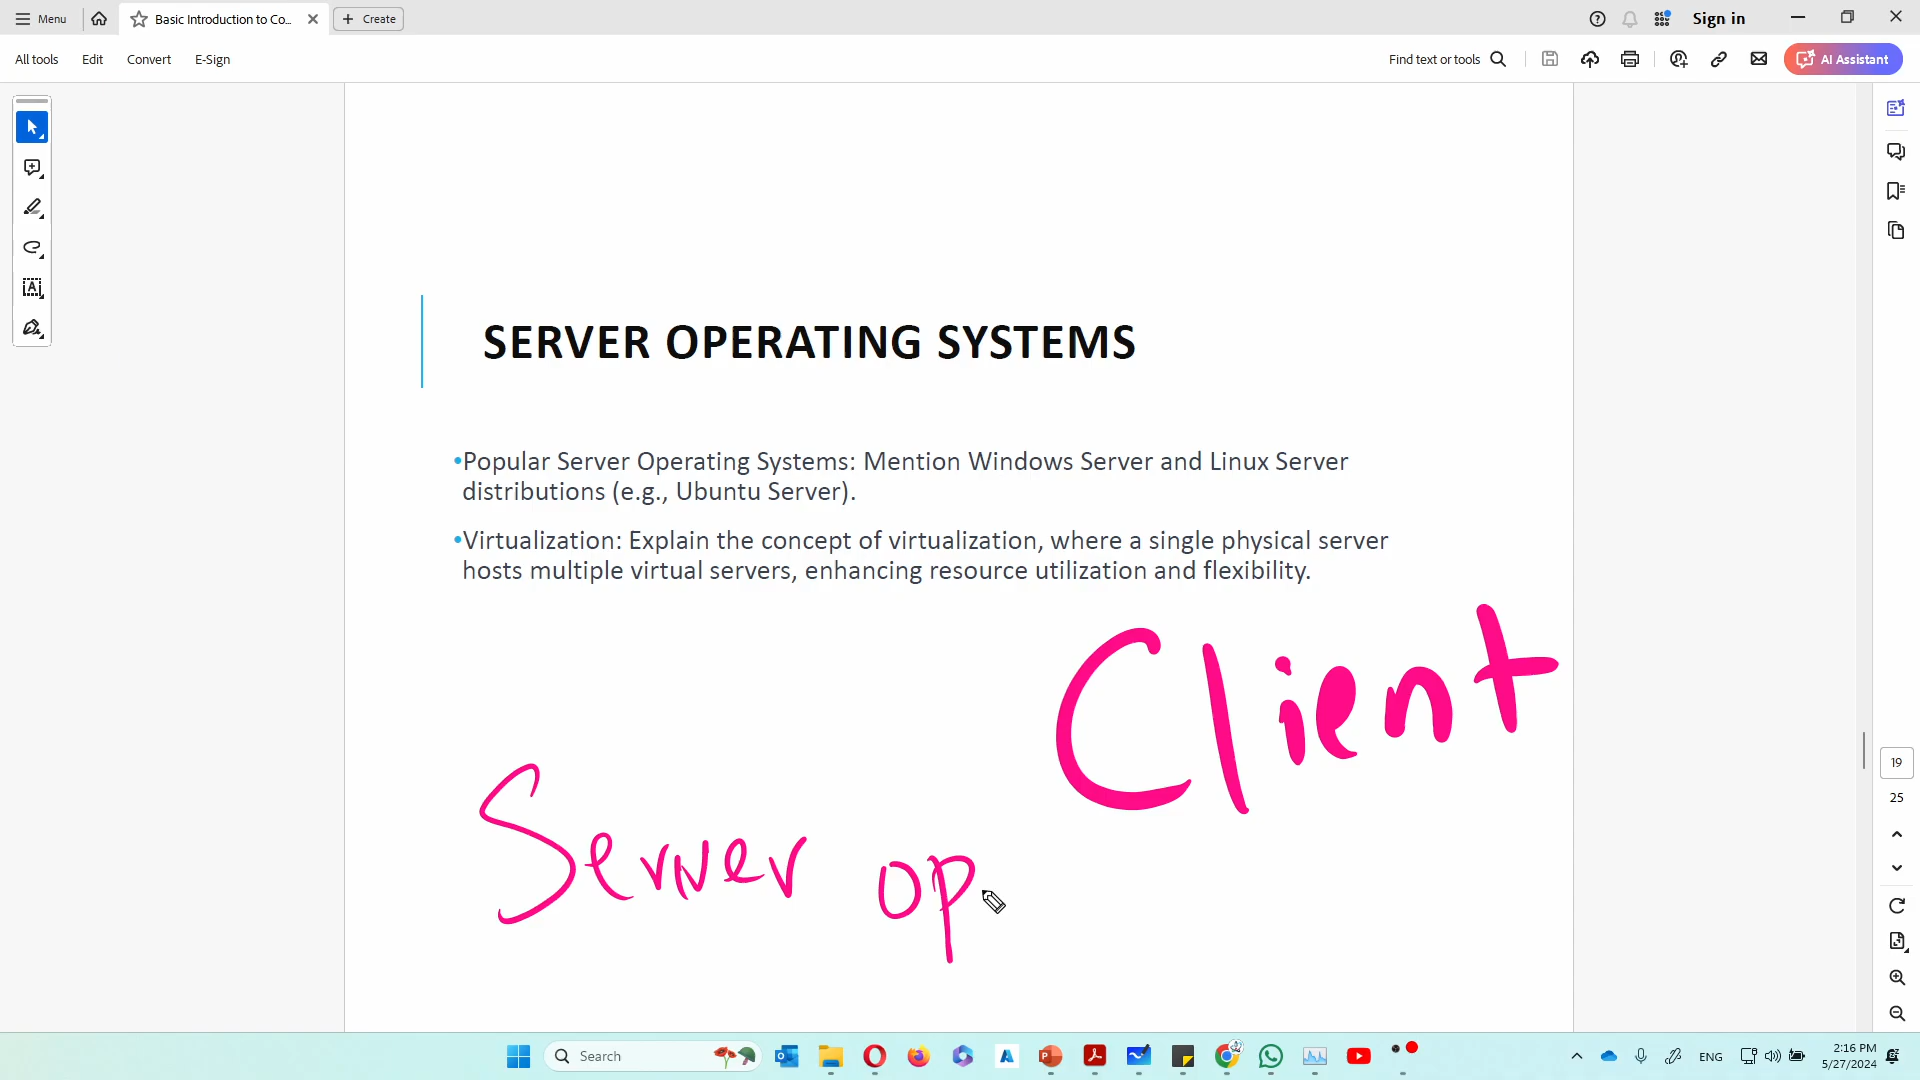 Menu
Basic Introduction to Co...
Create
Sign in
All tools
Edit
Convert
E-Sign
Find text or tools
AI Assistant
SERVER OPERATING SYSTEMS
•Popular Server Operating Systems: Mention Windows Server and Linux Server
distributions (e.g., Ubuntu Server).
•Virtualization: Explain the concept of virtualization, where a single physical server
hosts multiple virtual servers, enhancing resource utilization and flexibility.
Client
Server op
19
25
Search
ENG
2:16 PM
5/27/2024